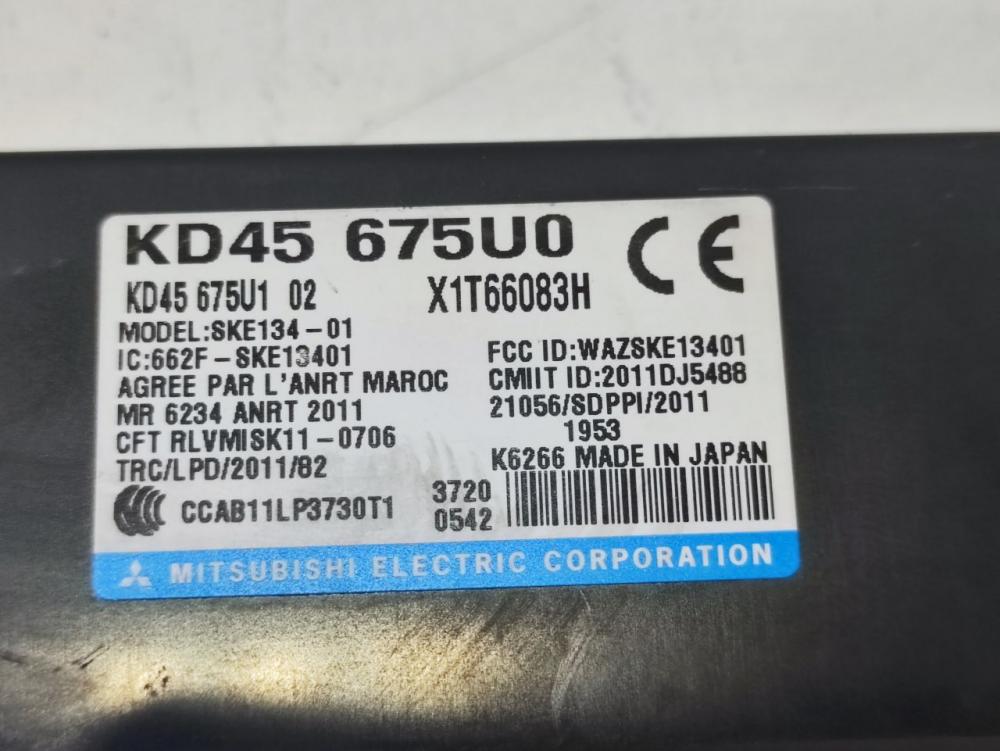 KD45 675U0
CE
KD45 675U1 02
X1T66083H
MODEL:SKE134-01
IC:662F-SKE13401
FCC ID:WAZSKE13401
AGREE PAR L'ANRT MAROC
CMIIT ID:2011DJ5488
MR 6234 ANRT 2011
21056/SDPPI/2011
CFT RLVMISK11-0706
1953
TRC/LPD/2011/82
K6266 MADE IN JAPAN
CCC
CCAB11LP3730T1
3720
0542
MITSUBISHI ELECTRIC CORPORATION